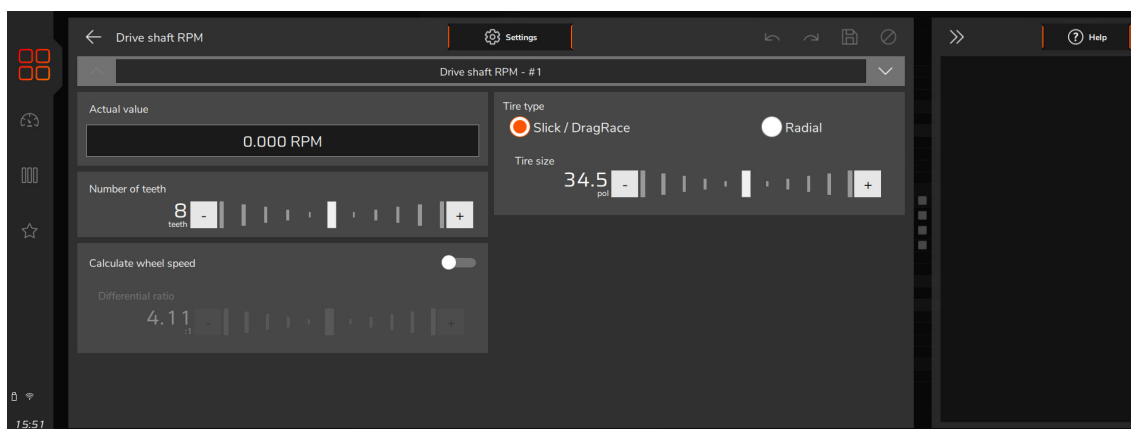 Drive shaft RPM
Settings
Help
Drive shaft RPM - #1
Actual value
0.000 RPM
Tire type
Slick / DragRace
Radial
Tire size
34.5
pol
-
+
Number of teeth
8
teeth
-
+
Calculate wheel speed
Differential ratio
4.11
:1
-
+
15:51